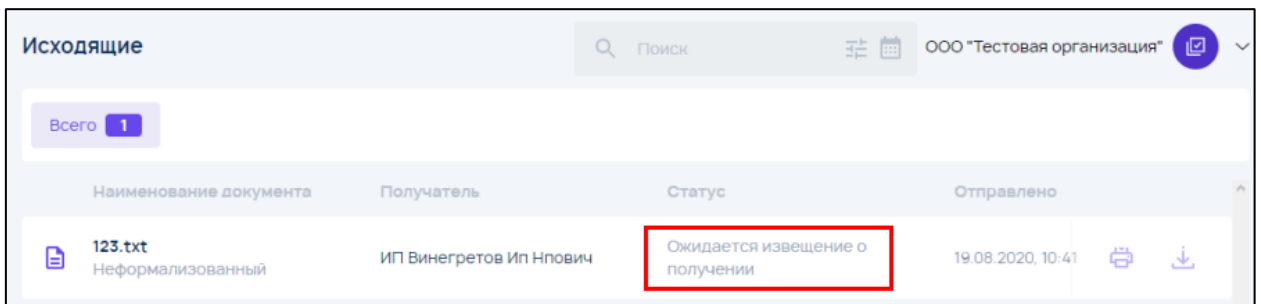 Исходящие
Поиск
ООО "Тестовая организация"
Всего 1
Наименование документа Получатель Статус Отправлено
123.txt
Неформализованный
ИП Винегретов Ип Нпович
Ожидается извещение о
получении
19.08.2020, 10:41